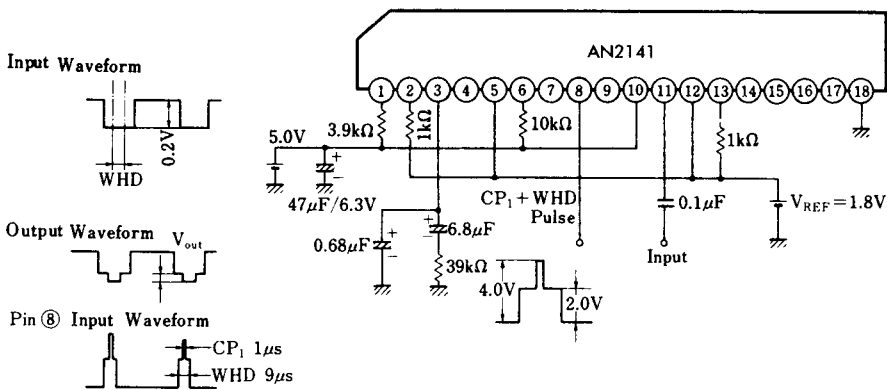 AN2141
1 2 3 4 5 6 7 8 9 10 11 12 13 14 15 16 17 18
Input Waveform
0.2V
WHD
5.0V
3.9kΩ
1kΩ
10kΩ
1kΩ
47μF/6.3V
CP₁+WHD
Pulse
0.1μF
V_REF=1.8V
0.68μF
6.8μF
39kΩ
Input
4.0V
2.0V
Output Waveform
V_out
Pin ⑧ Input Waveform
CP₁ 1μs
WHD 9μs